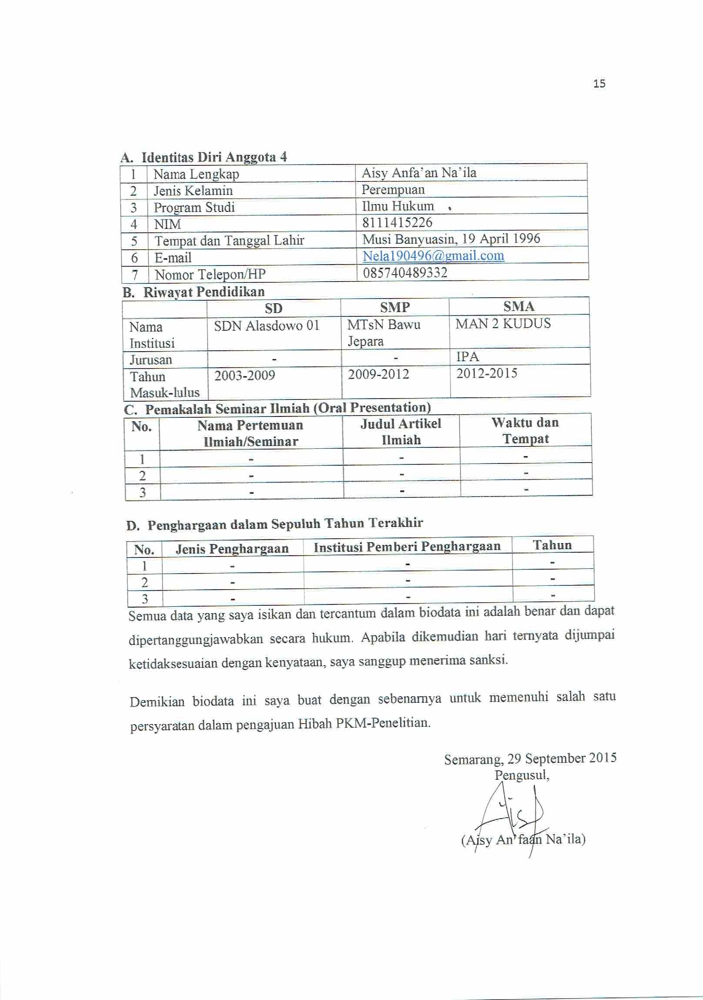 15
A. Identitas Diri Anggota 4
1 Nama Lengkap Aisy Anfa'an Na'ila
2 Jenis Kelamin Perempuan
3 Program Studi Ilmu Hukum
4 NIM 8111415226
5 Tempat dan Tanggal Lahir Musi Banyuasin, 19 April 1996
6 E-mail Nela190496@gmail.com
7 Nomor Telepon/HP 085740489332
B. Riwayat Pendidikan
SD SMP SMA
Nama SDN Alasdowo 01 MTsN Bawu MAN 2 KUDUS
Institusi Jepara
Jurusan - - IPA
Tahun 2003-2009 2009-2012 2012-2015
Masuk-lulus
C. Pemakalah Seminar Ilmiah (Oral Presentation)
No. Nama Pertemuan Judul Artikel Waktu dan
Ilmiah/Seminar Ilmiah Tempat
1 - - -
2 - - -
3 - - -
D. Penghargaan dalam Sepuluh Tahun Terakhir
No. Jenis Penghargaan Institusi Pemberi Penghargaan Tahun
1 - - -
2 - - -
3 - - -
Semua data yang saya isikan dan tercantum dalam biodata ini adalah benar dan dapat
dipertanggungjawabkan secara hukum. Apabila dikemudian hari ternyata dijumpai
ketidaksesuaian dengan kenyataan, saya sanggup menerima sanksi.
Demikian biodata ini saya buat dengan sebenarnya untuk memenuhi salah satu
persyaratan dalam pengajuan Hibah PKM-Penelitian.
Semarang, 29 September 2015
Pengusul,
(Aisy An'faan Na'ila)